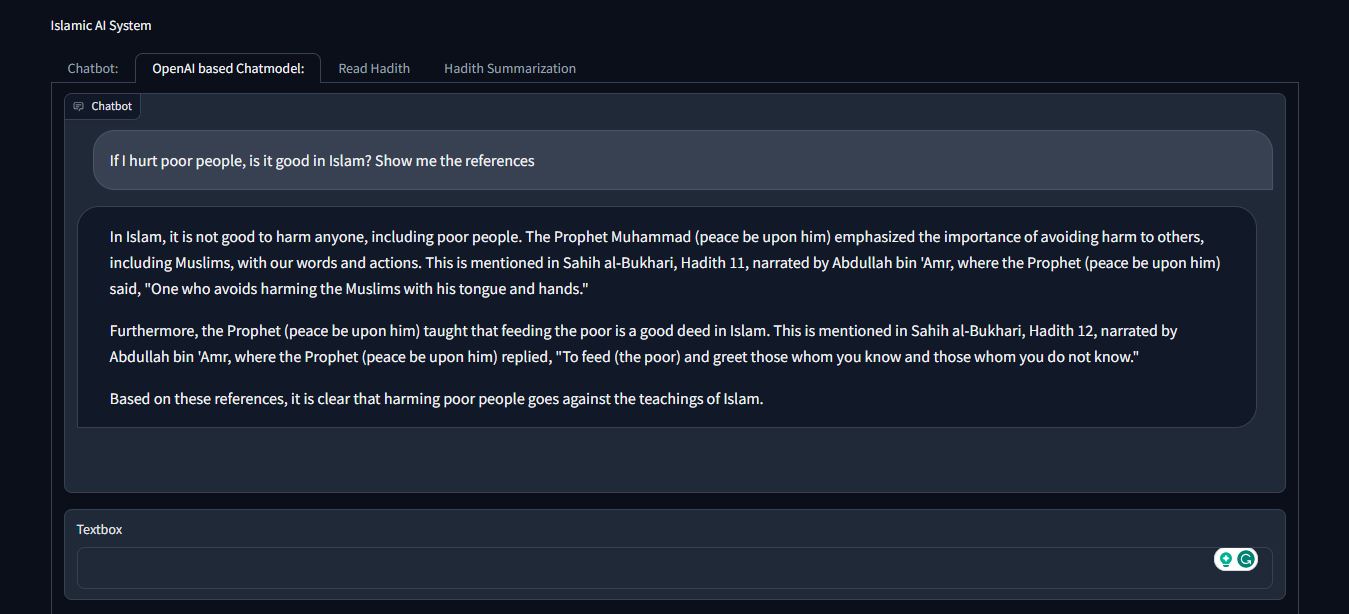 Islamic AI System
Chatbot:
OpenAI based Chatmodel:
Read Hadith
Hadith Summarization
Chatbot
If I hurt poor people, is it good in Islam? Show me the references
In Islam, it is not good to harm anyone, including poor people. The Prophet Muhammad (peace be upon him) emphasized the importance of avoiding harm to others,
including Muslims, with our words and actions. This is mentioned in Sahih al-Bukhari, Hadith 11, narrated by Abdullah bin 'Amr, where the Prophet (peace be upon him)
said, "One who avoids harming the Muslims with his tongue and hands."
Furthermore, the Prophet (peace be upon him) taught that feeding the poor is a good deed in Islam. This is mentioned in Sahih al-Bukhari, Hadith 12, narrated by
Abdullah bin 'Amr, where the Prophet (peace be upon him) replied, "To feed (the poor) and greet those whom you know and those whom you do not know."
Based on these references, it is clear that harming poor people goes against the teachings of Islam.
Textbox